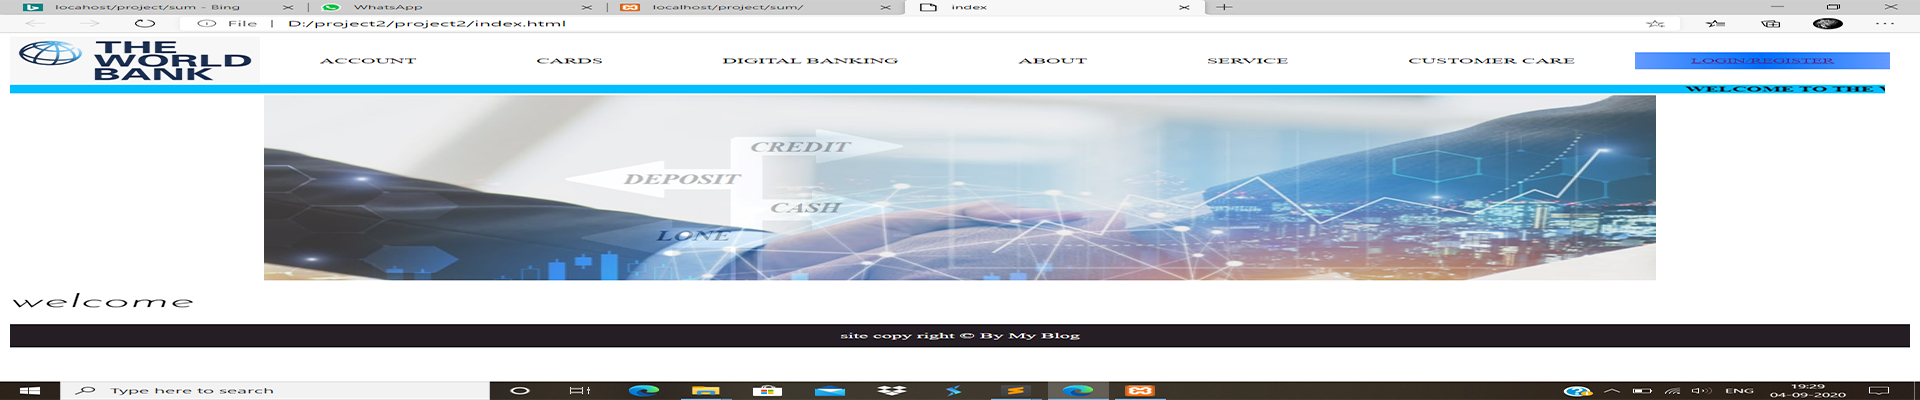 locahost/project/sum - Bing
WhatsApp
localhost/project/sum/
index
File
D:/project2/project2/index.html
THE
WORLD
BANK
ACCOUNT
CARDS
DIGITAL BANKING
ABOUT
SERVICE
CUSTOMER CARE
LOGIN/REGISTER
WELCOME TO THE
CREDIT
DEPOSIT
CASH
LONE
welcome
site copy right © By My Blog
Type here to search
ENG
19:29
04-09-2020